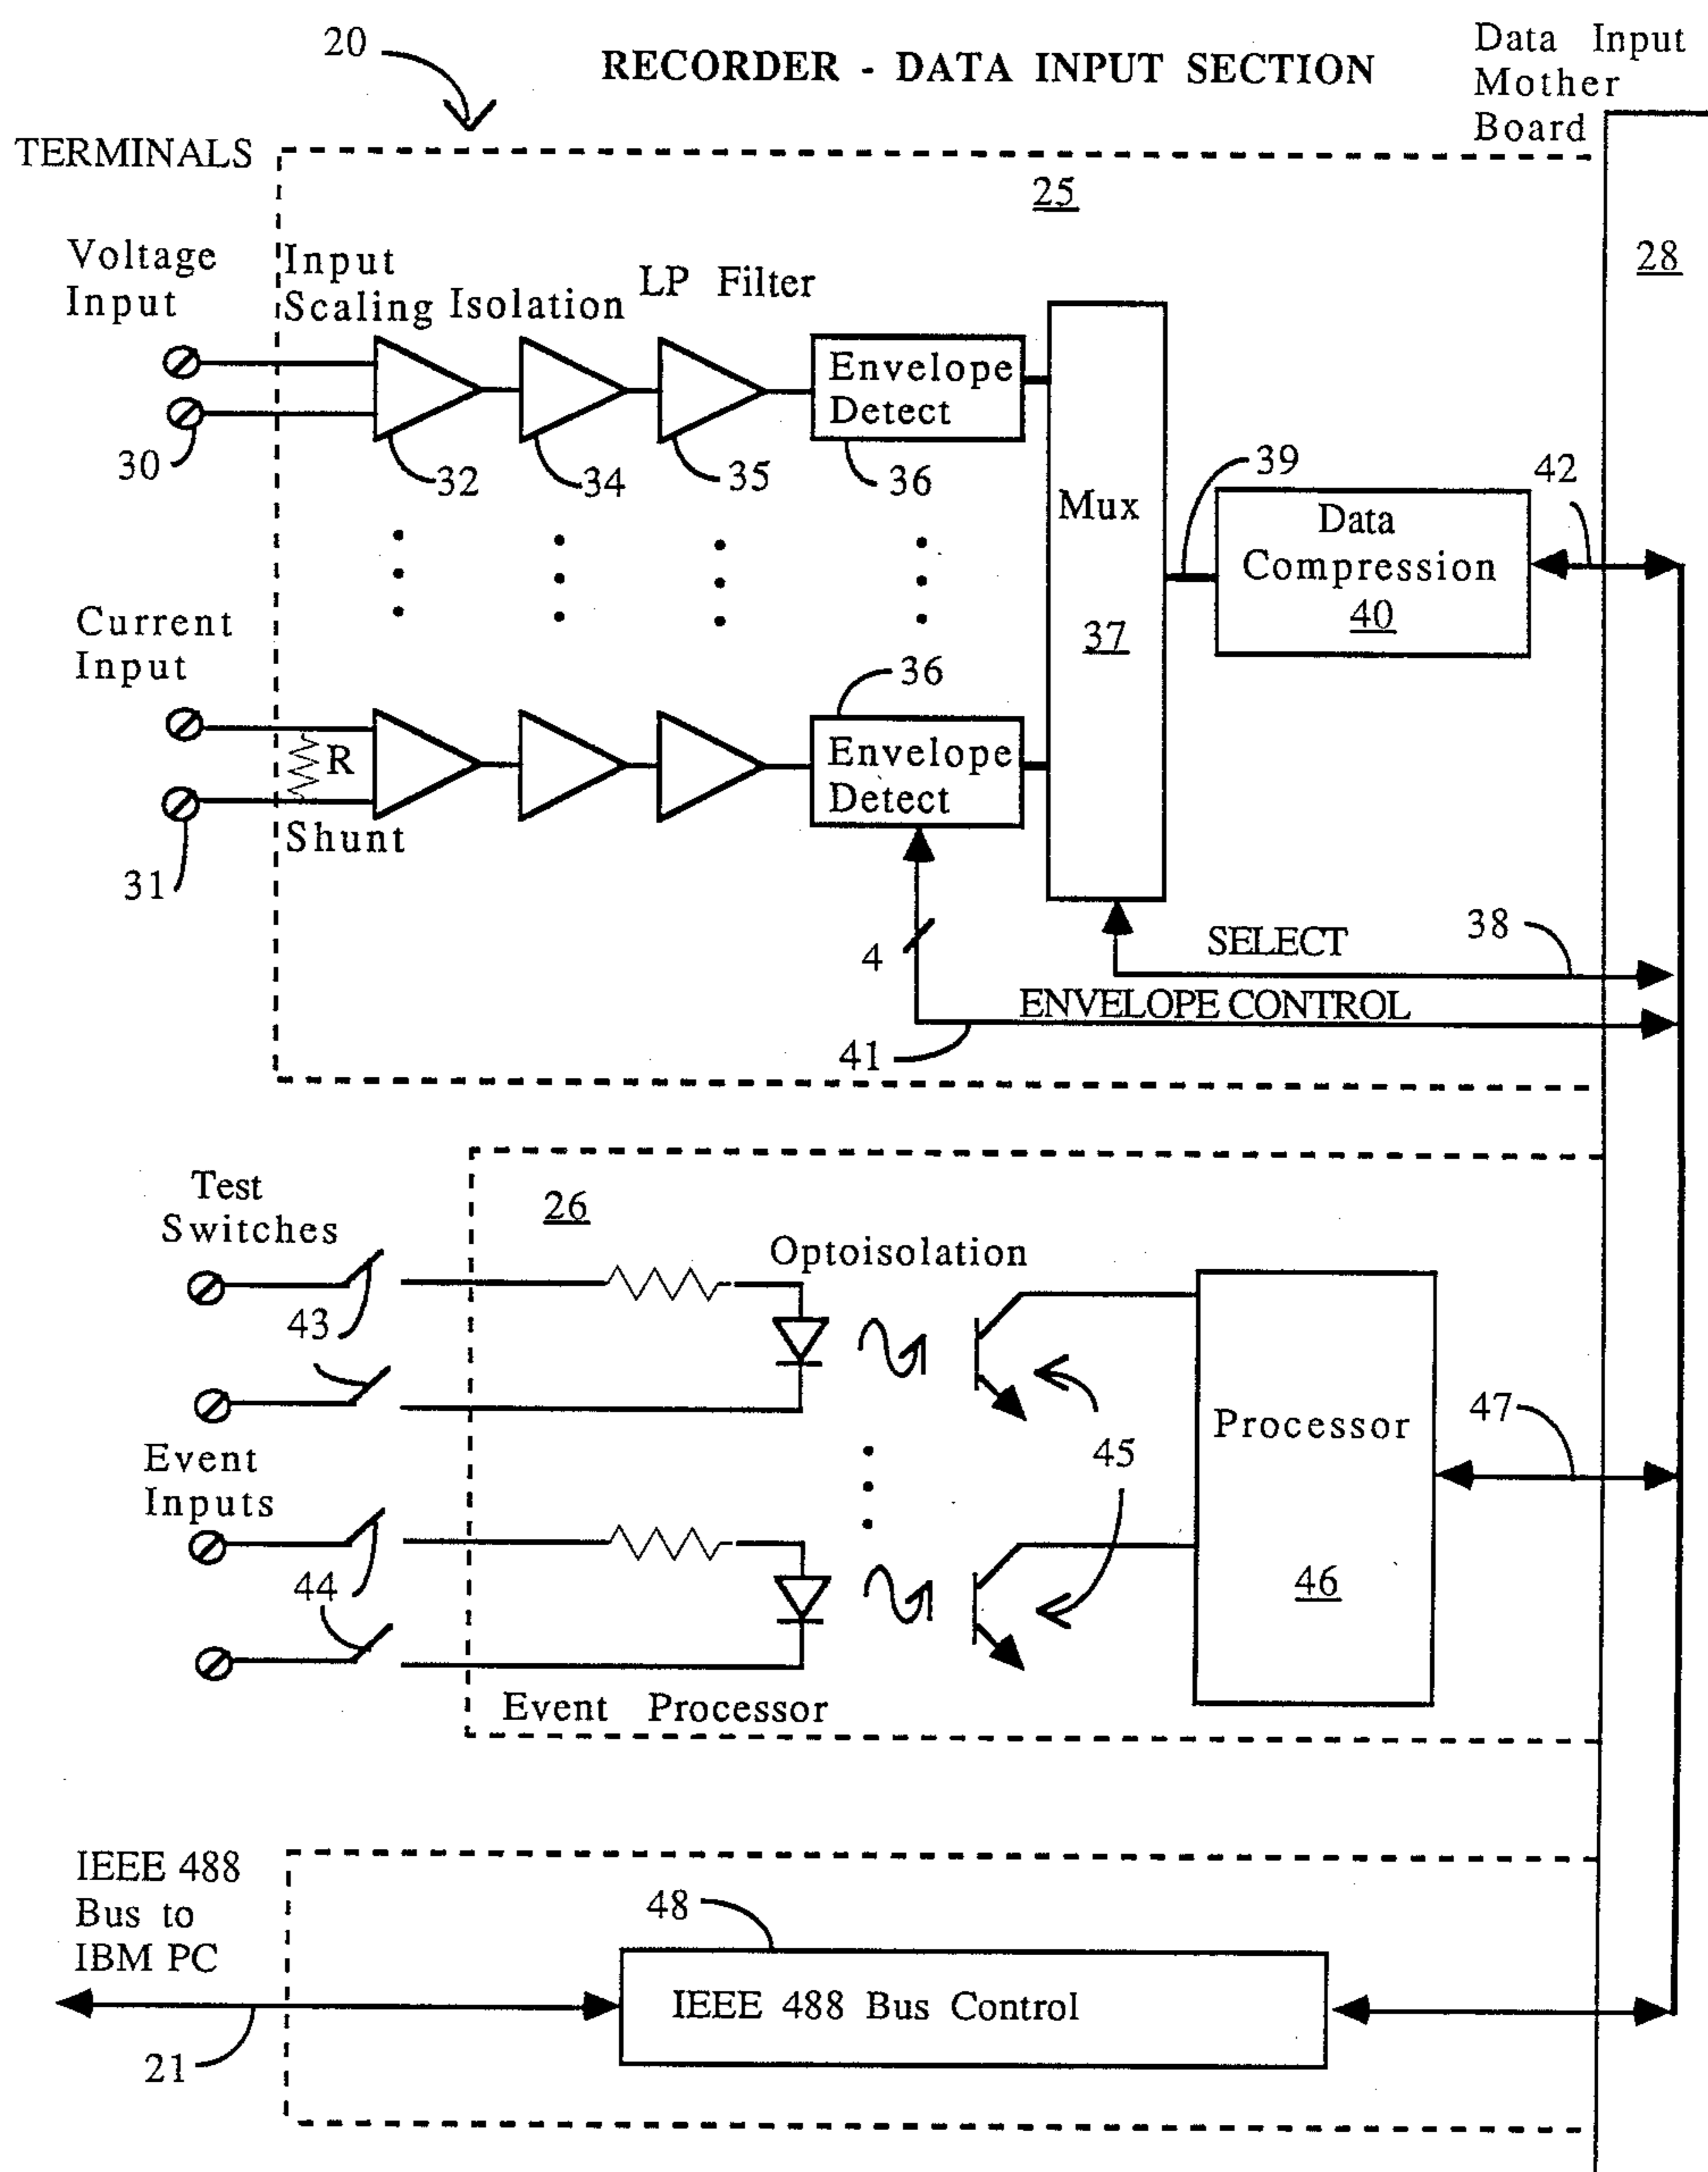 20
RECORDER - DATA INPUT SECTION
Data Input
Mother
Board
TERMINALS
25
28
Voltage
Input
Input
Scaling
Isolation
LP Filter
Envelope
Detect
30
32
34
35
36
Mux
37
39
42
Data
Compression
40
Current
Input
36
R
Envelope
Detect
Shunt
31
4
SELECT
38
ENVELOPE CONTROL
41
Test
Switches
26
Optoisolation
43
Processor
47
45
Event
Inputs
44
46
Event Processor
IEEE 488
Bus to
IBM PC
48
IEEE 488 Bus Control
21